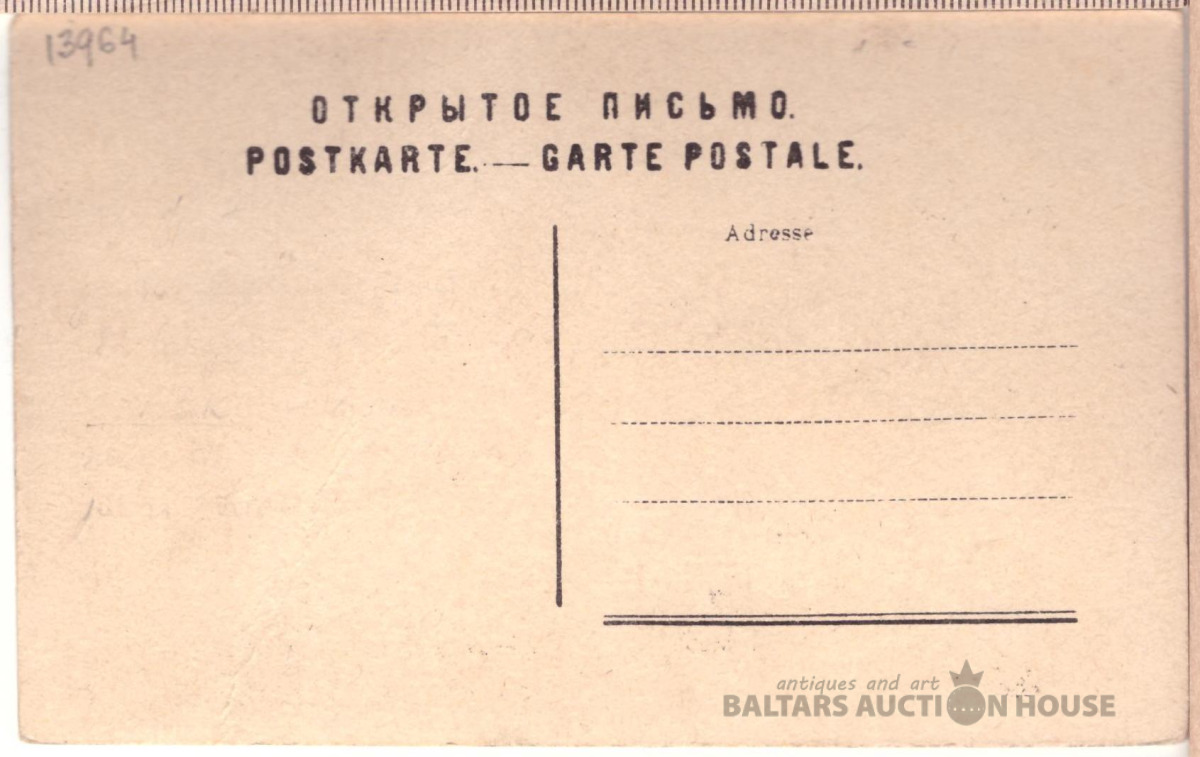 13964
ОТКРЫТОЕ ПИСЬМО.
POSTKARTE. — CARTE POSTALE.
Adresse
antiques and art
BALTARS AUCTION HOUSE